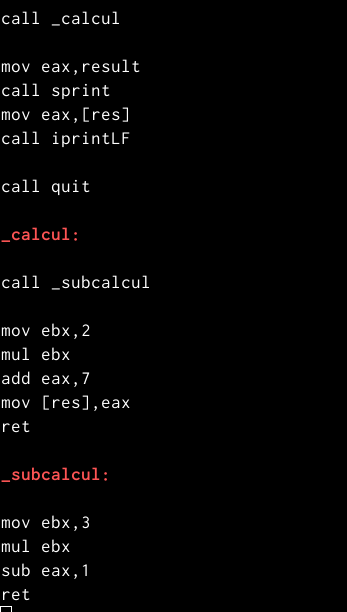 call _calcul
mov eax,result
call sprint
mov eax,[res]
call iprintLF
call quit
_calcul:
call _subcalcul
mov ebx,2
mul ebx
add eax,7
mov [res],eax
ret
_subcalcul:
mov ebx,3
mul ebx
sub eax,1
ret